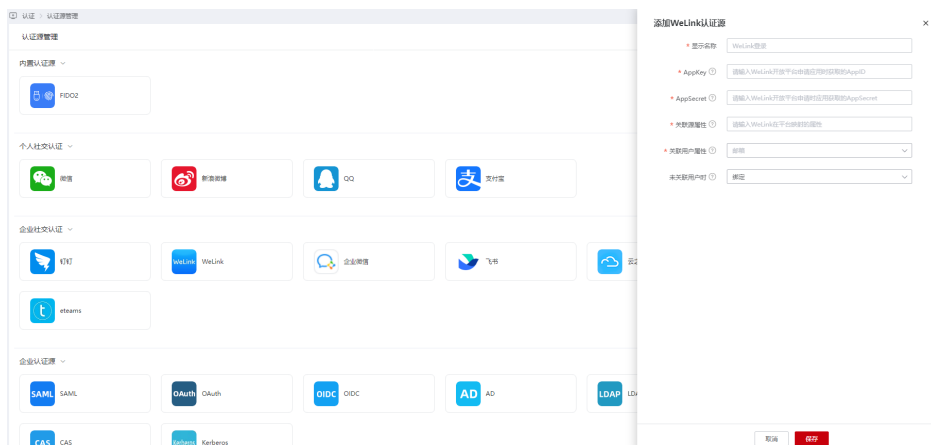 认证 > 认证源管理
认证源管理
内置认证源
FIDO2
个人社交认证
微信
新浪微博
QQ
支
支付宝
企业社交认证
钉钉
WeLink
WeLink
企业微信
飞书
云之
t
eteams
企业认证源
SAML
SAML
OAuth
OAuth
OIDC
OIDC
AD
AD
LDAP
LDA
CAS
CAS
Kerberos
Kerberos
添加WeLink认证源
×
* 显示名称
WeLink登录
* AppKey ?
请输入WeLink开放平台申请应用时获取的AppID
* AppSecret ?
请输入WeLink开放平台申请时应用获取的AppSecret
* 关联源属性 ?
请输入WeLink在平台映射的属性
* 关联用户属性 ?
邮箱
未关联用户时 ?
绑定
取消
保存